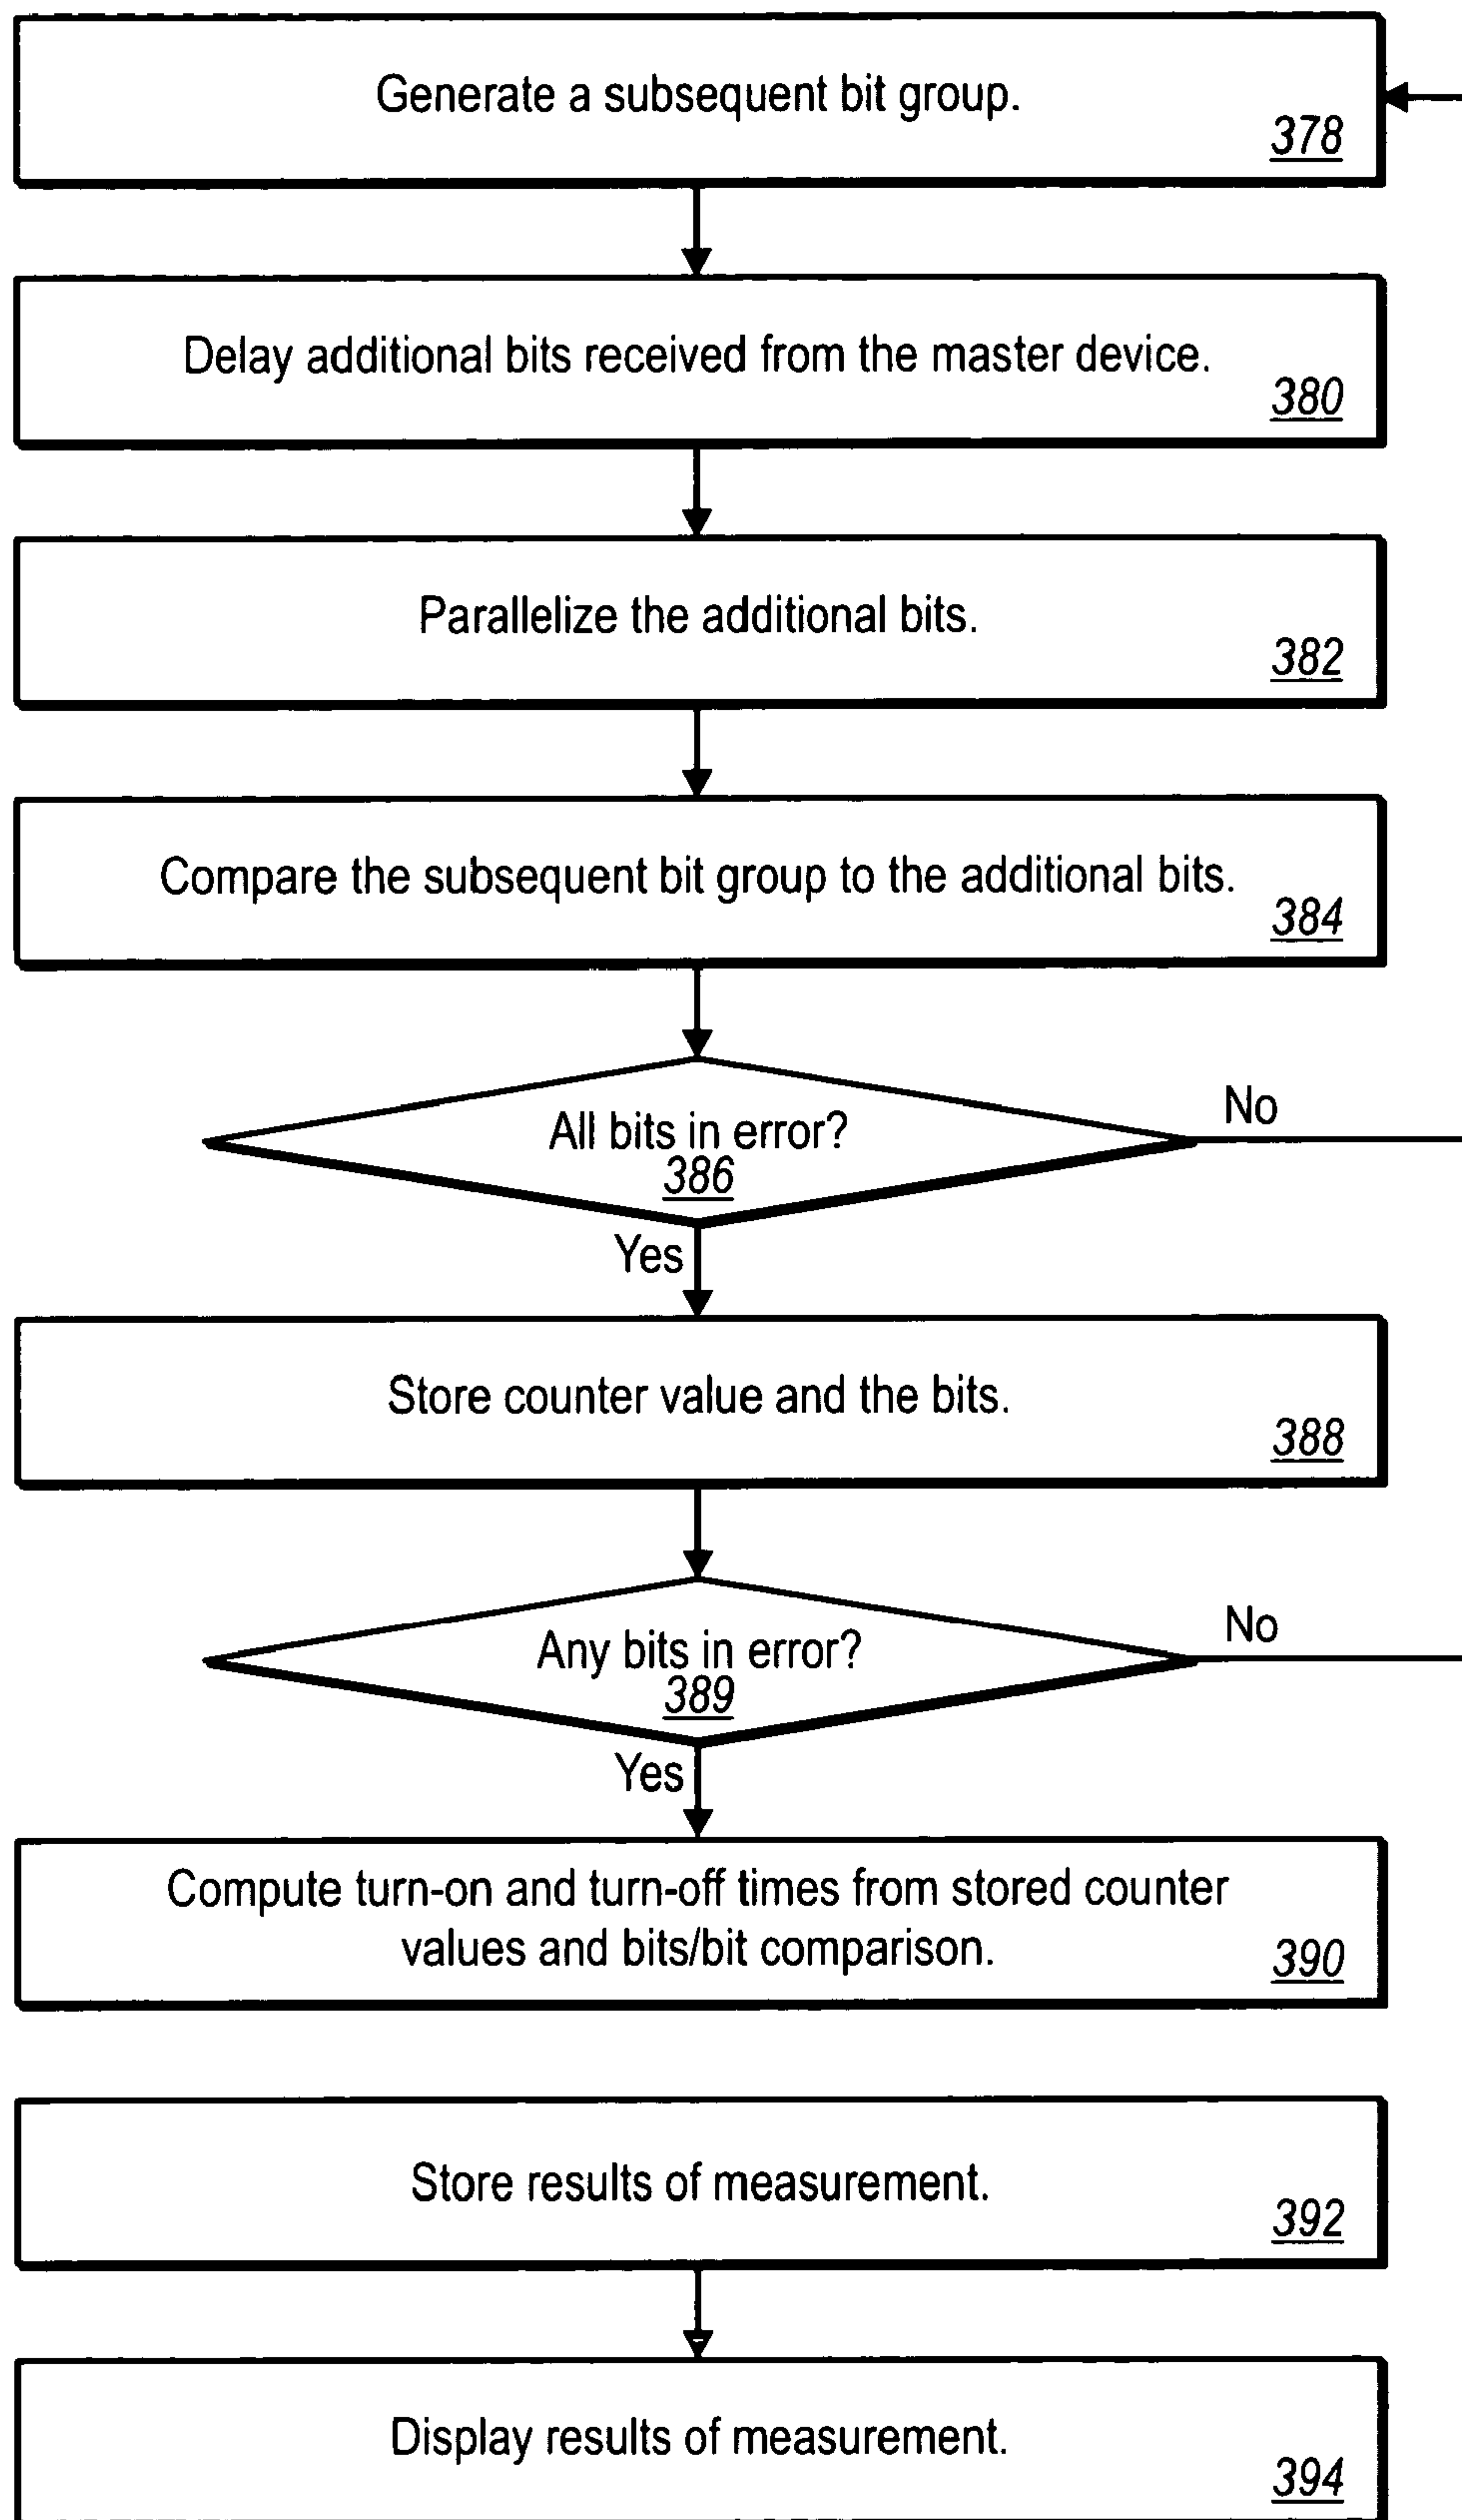 Generate a subsequent bit group.
378
Delay additional bits received from the master device.
380
Parallelize the additional bits.
382
Compare the subsequent bit group to the additional bits.
384
All bits in error?
386
No
Yes
Store counter value and the bits.
388
Any bits in error?
389
No
Yes
Compute turn-on and turn-off times from stored counter
values and bits/bit comparison.
390
Store results of measurement.
392
Display results of measurement.
394